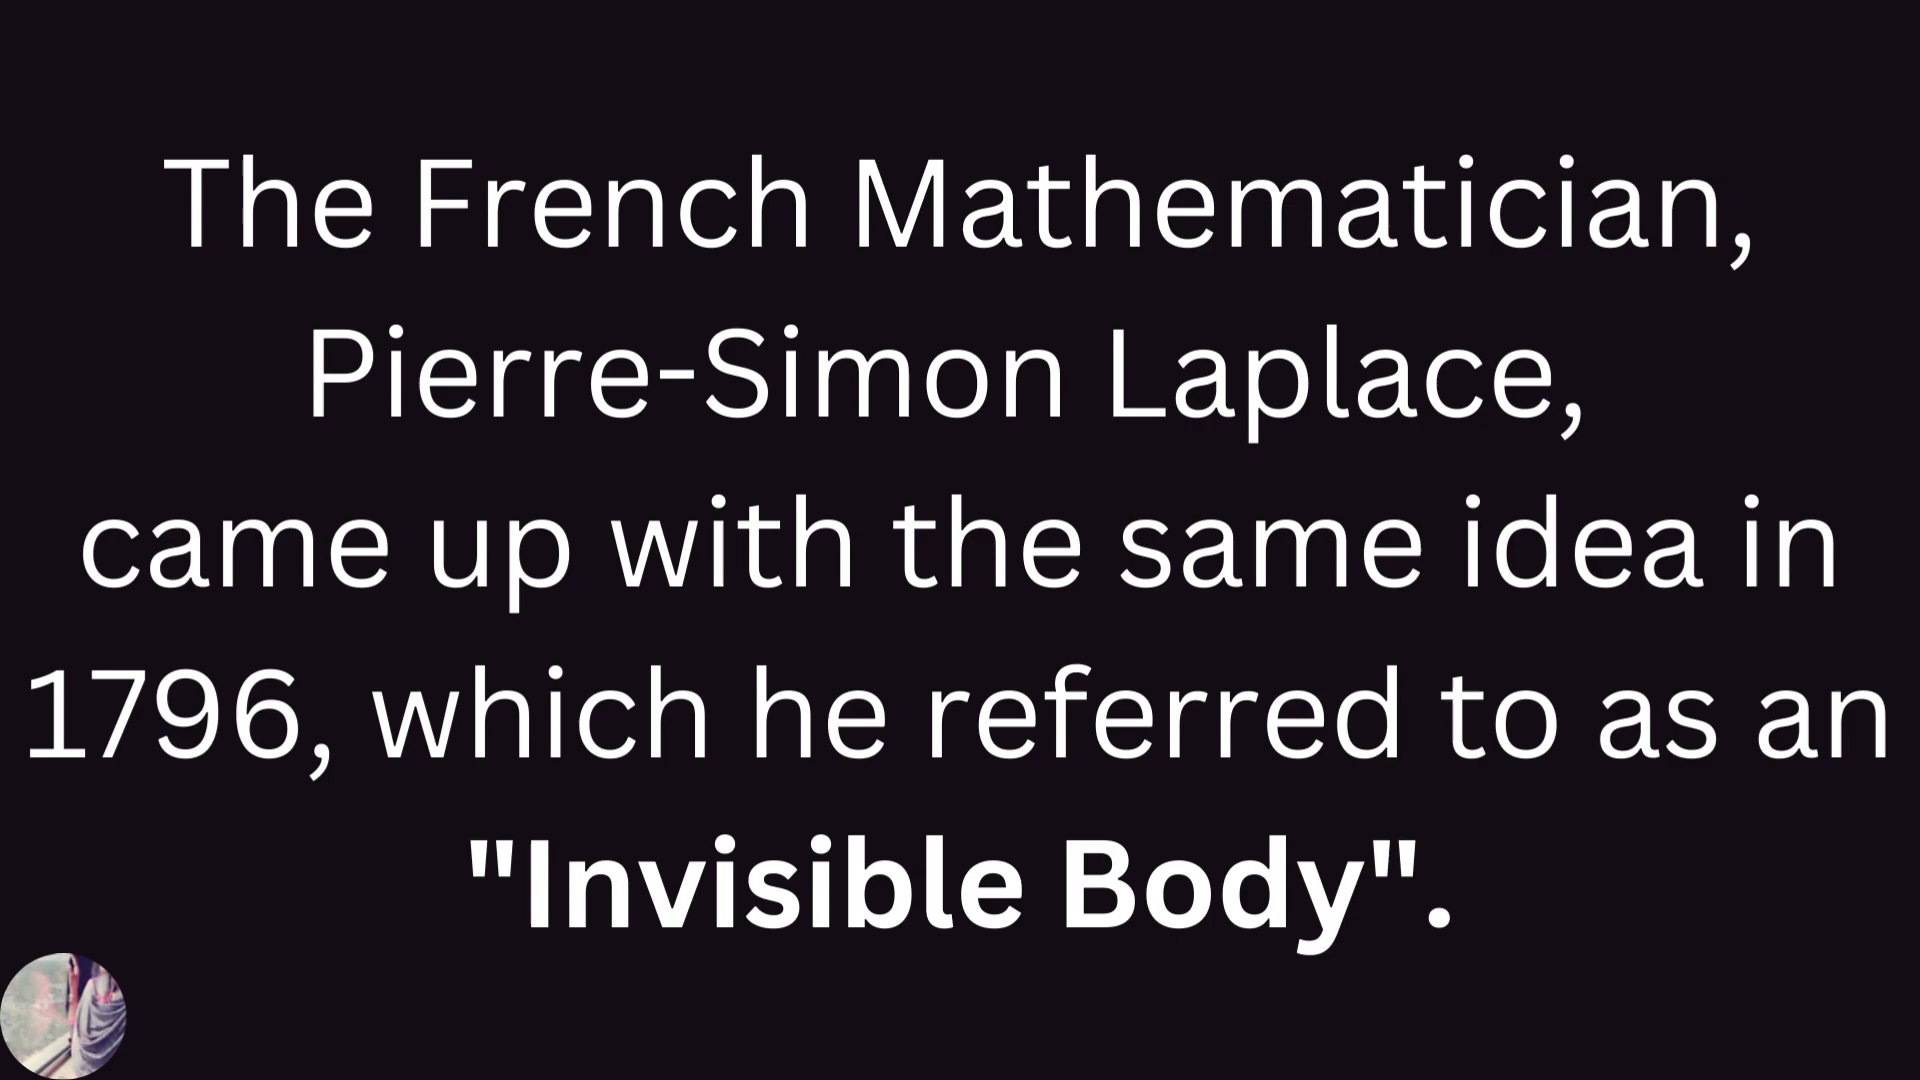 The French Mathematician,
Pierre-Simon Laplace,
came up with the same idea in
1796, which he referred to as an
"Invisible Body".